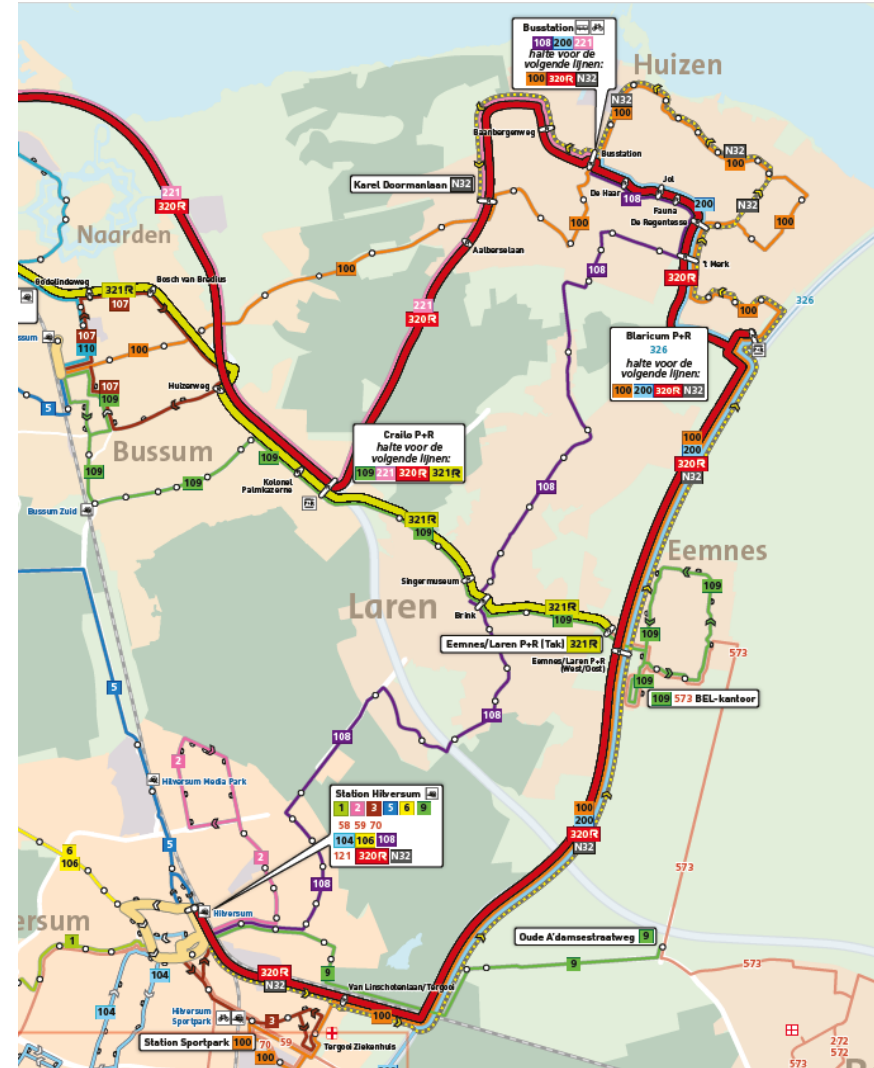 Busstation
108 200 221
halte voor de
volgende lijnen:
100 320R N32
Huizen
N32
100
Baanbergenweg
N32
100
Busstation
Karel Doormanlaan N32
Jol
De Haar
108
200
N32
Fauna
De Regentesse
100
100
221
320R
Naarden
Aalberselaan
't Merk
108
Godelindeweg
321R
107
Bosch van Bredius
100
320R
100
326
221
320R
Blaricum P+R
326
halte voor de
volgende lijnen:
100 200 320R N32
107
110
100
ssum
107
109
5
Huizerweg
Bussum
Crailo P+R
halte voor de
volgende lijnen:
109 221 320R 321R
100
200
320R
N32
109
109
Kolonel
Palmkazerne
P+R
108
Bussum Zuid
321R
109
Eemnes
Singermuseum
109
Laren
Brink
321R
109
109
Eemnes/Laren P+R (Tak) 321R
573
Eemnes/Laren P+R
(West/Oost)
109
5
109 573 BEL-kantoor
108
108
2
Hilversum Media Park
Station Hilversum
1 2 3 5 6 9
58 59 70
104 106 108
121 320R N32
100
200
320R
N32
5
6
106
2
573
108
Hilversum
ersum
1
Oude A'damsestraatweg 9
9
573
104
320R
N32
9
Van Linschotenlaan/Tergooi
104
Hilversum
Sportpark
3
100
Station Sportpark 100
70
59
100
Tergooi Ziekenhuis
272
572
573